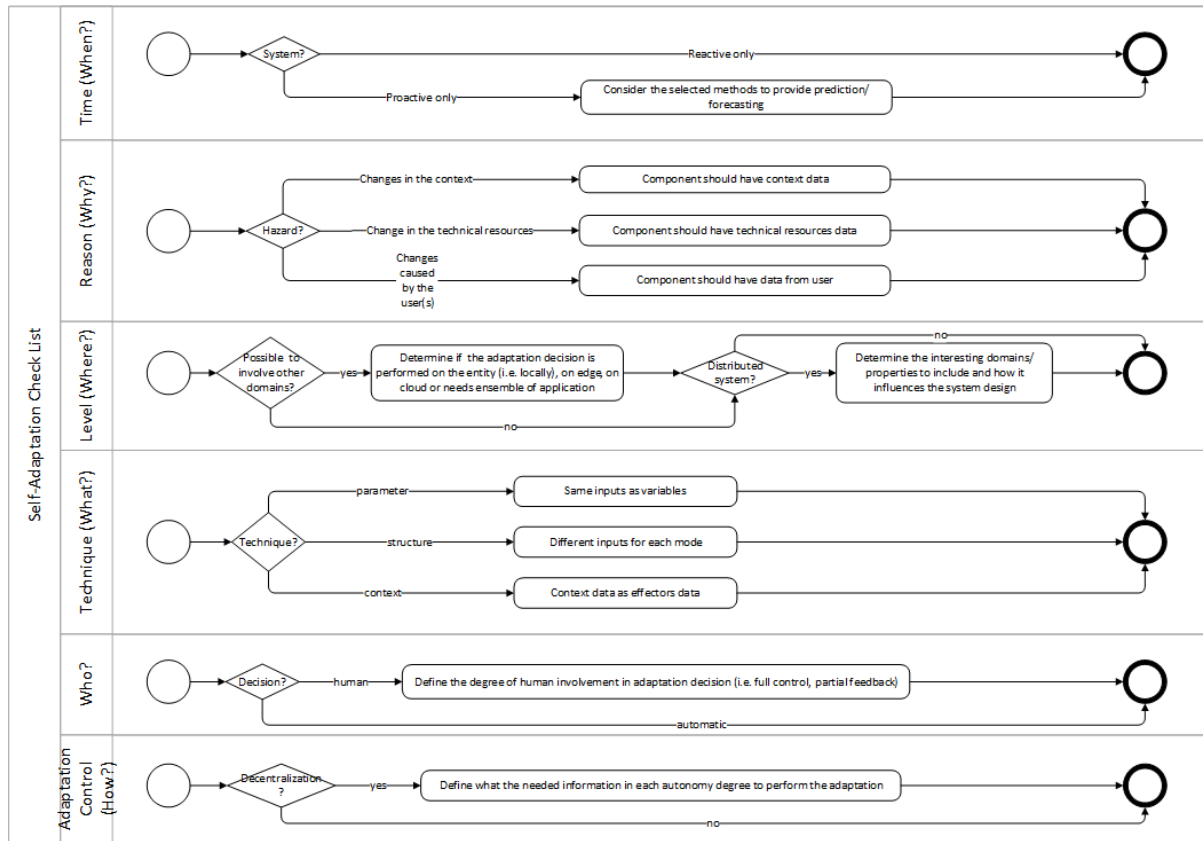 Self-Adaptation Check List
Time (When?)
System?
Reactive only
Proactive only
Consider the selected methods to provide prediction/
forecasting
Reason (Why?)
Hazard?
Changes in the context
Component should have context data
Change in the technical resources
Component should have technical resources data
Changes
caused
by the
user(s)
Component should have data from user
Level (Where?)
Possible to
involve other
domains?
yes
Determine if the adaptation decision is
performed on the entity (i.e. locally), on edge, on
cloud or needs ensemble of application
no
Distributed
system?
no
yes
Determine the interesting domains/
properties to include and how it
influences the system design
Technique (What?)
Technique?
parameter
Same inputs as variables
structure
Different inputs for each mode
context
Context data as effectors data
Who?
Decision?
human
Define the degree of human involvement in adaptation decision (i.e. full control, partial feedback)
automatic
Adaptation
Control
(How?)
Decentralization
?
yes
Define what the needed information in each autonomy degree to perform the adaptation
no